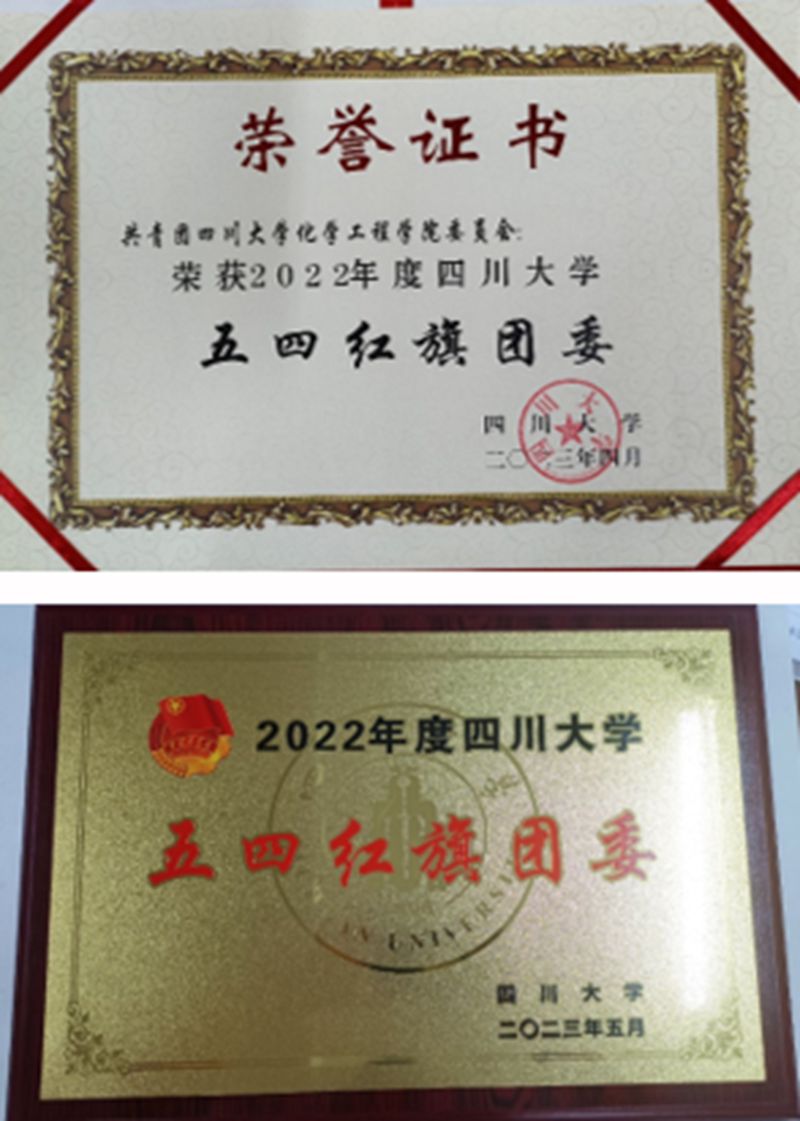 荣誉证书
共青团四川大学化学工程学院委员会:
荣获2022年度四川大学
五四红旗团委
四川大学
二〇二三年四月
2022年度四川大学
五四红旗团委
UNIVERSI
四川大学
二〇二三年五月